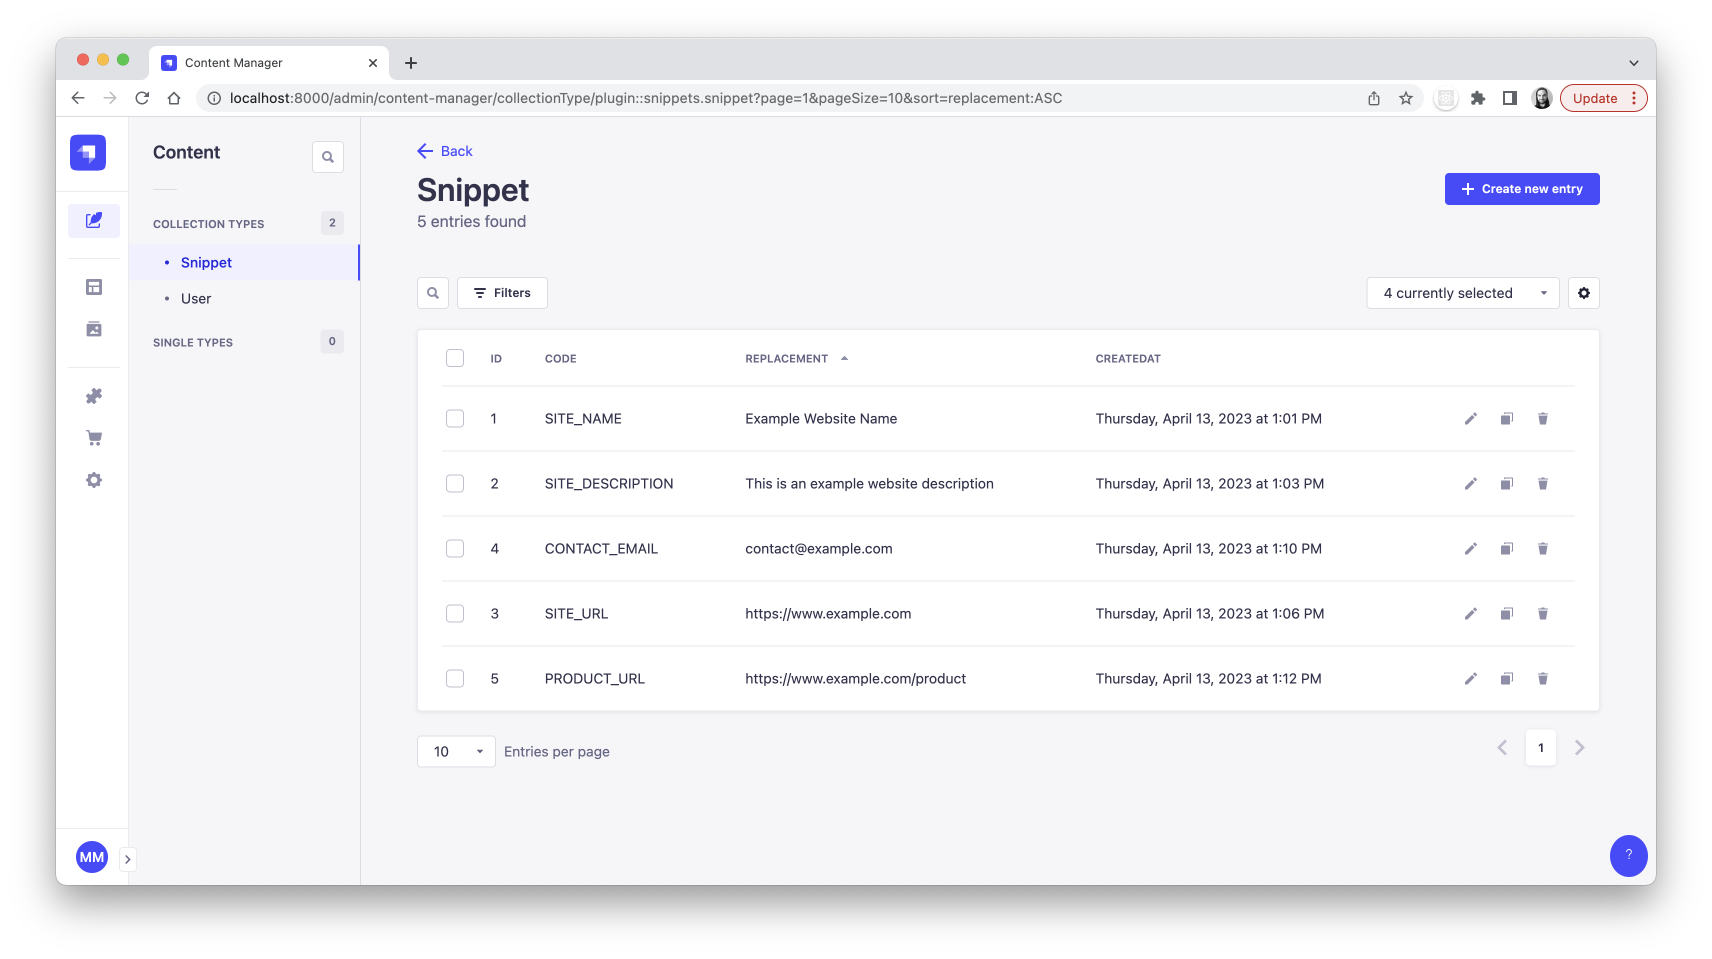 Content Manager
localhost:8000/admin/content-manager/collectionType/plugin::snippets.snippet?page=1&pageSize=10&sort=replacement:ASC
Update
Content
COLLECTION TYPES 2
Snippet
User
SINGLE TYPES 0
MM
Back
Snippet
5 entries found
Create new entry
Filters
4 currently selected
ID CODE REPLACEMENT CREATEDAT
1 SITE_NAME Example Website Name Thursday, April 13, 2023 at 1:01 PM
2 SITE_DESCRIPTION This is an example website description Thursday, April 13, 2023 at 1:03 PM
4 CONTACT_EMAIL contact@example.com Thursday, April 13, 2023 at 1:10 PM
3 SITE_URL https://www.example.com Thursday, April 13, 2023 at 1:06 PM
5 PRODUCT_URL https://www.example.com/product Thursday, April 13, 2023 at 1:12 PM
10 Entries per page
1
?